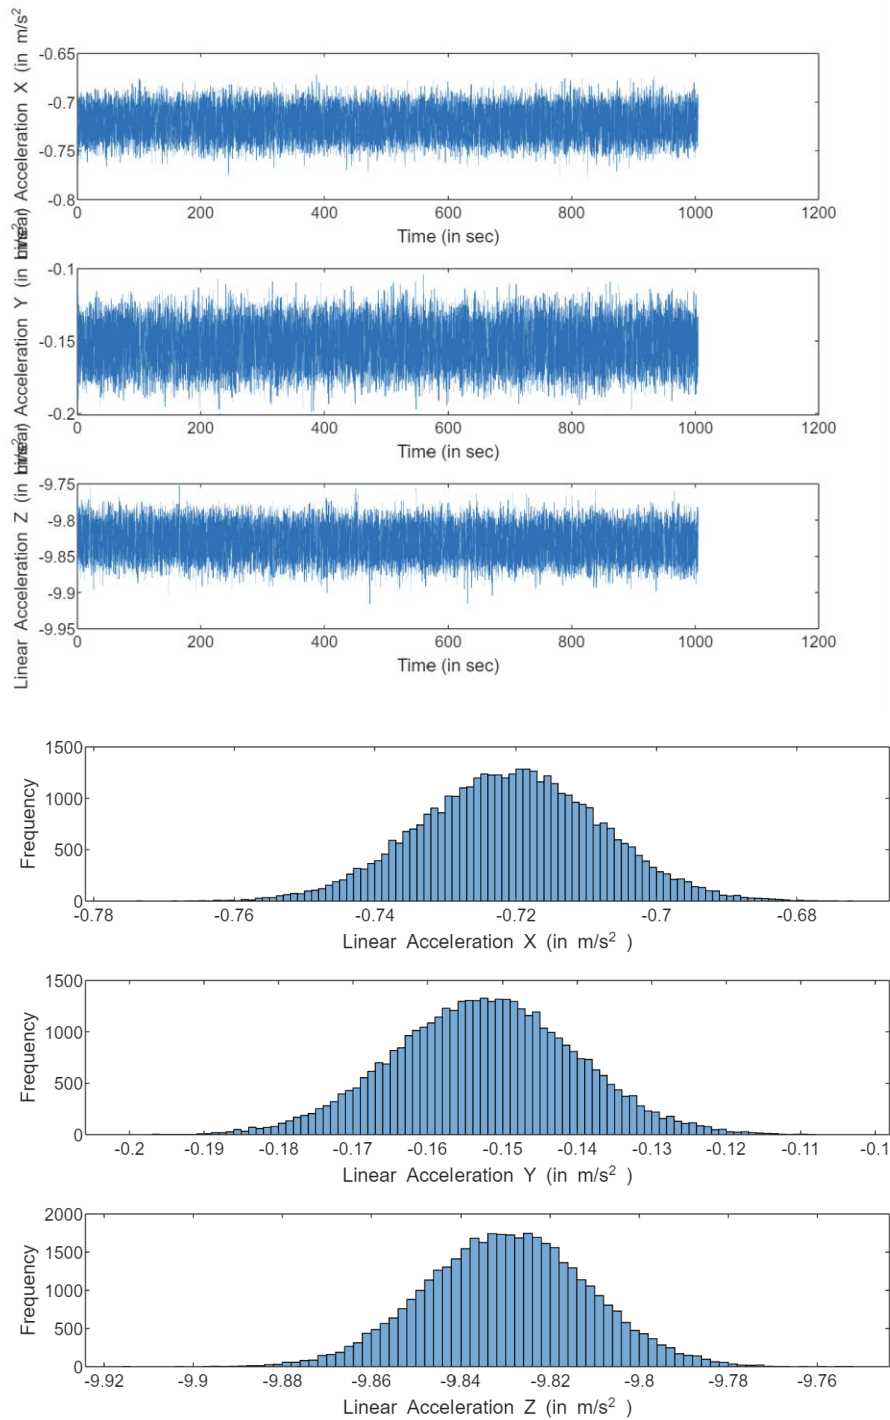 Linear Acceleration X (in m/s²
-0.65
-0.7
-0.75
-0.8
0 200 400 600 800 1000 1200
Time (in sec)
Linear Acceleration Y (in m/s²)
-0.1
-0.15
-0.2
0 200 400 600 800 1000 1200
Time (in sec)
Linear Acceleration Z (in m/s²)
-9.75
-9.8
-9.85
-9.9
-9.95
0 200 400 600 800 1000 1200
Time (in sec)
Frequency
1500
1000
500
0
-0.78 -0.76 -0.74 -0.72 -0.7 -0.68
Linear Acceleration X (in m/s² )
Frequency
1500
1000
500
0
-0.2 -0.19 -0.18 -0.17 -0.16 -0.15 -0.14 -0.13 -0.12 -0.11 -0.1
Linear Acceleration Y (in m/s² )
Frequency
2000
1500
1000
500
0
-9.92 -9.9 -9.88 -9.86 -9.84 -9.82 -9.8 -9.78 -9.76
Linear Acceleration Z (in m/s² )